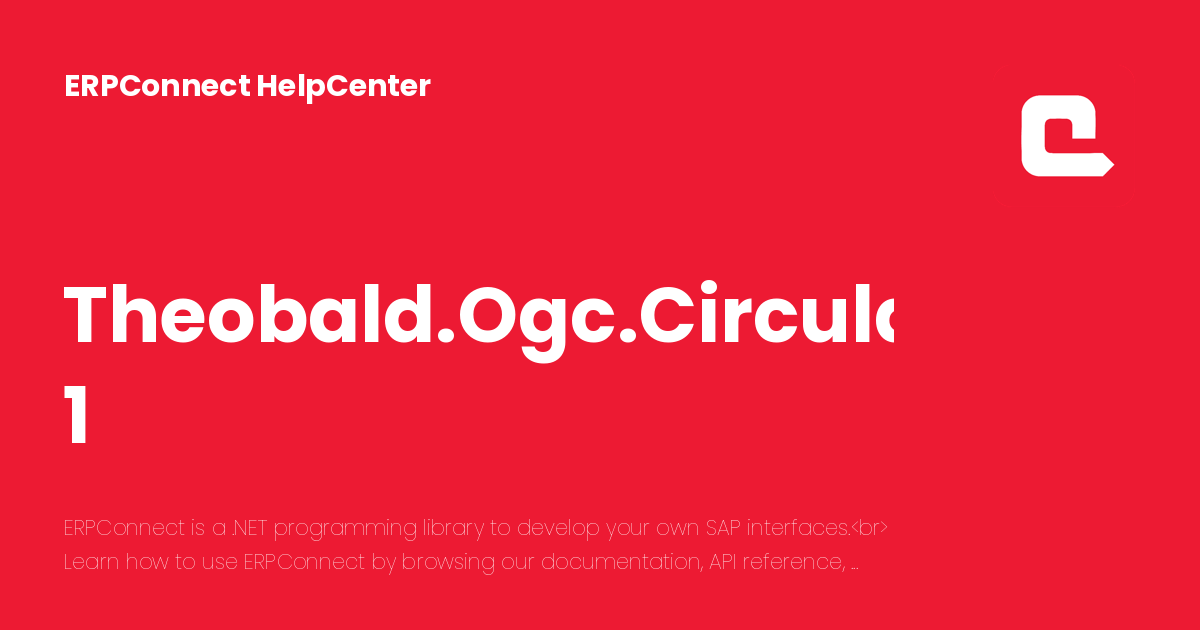 ERPConnect HelpCenter
Theobald.Ogc.Circul
1
ERPConnect is a .NET programming library to develop your own SAP interfaces.<br>
Learn how to use ERPConnect by browsing our documentation, API reference, ...